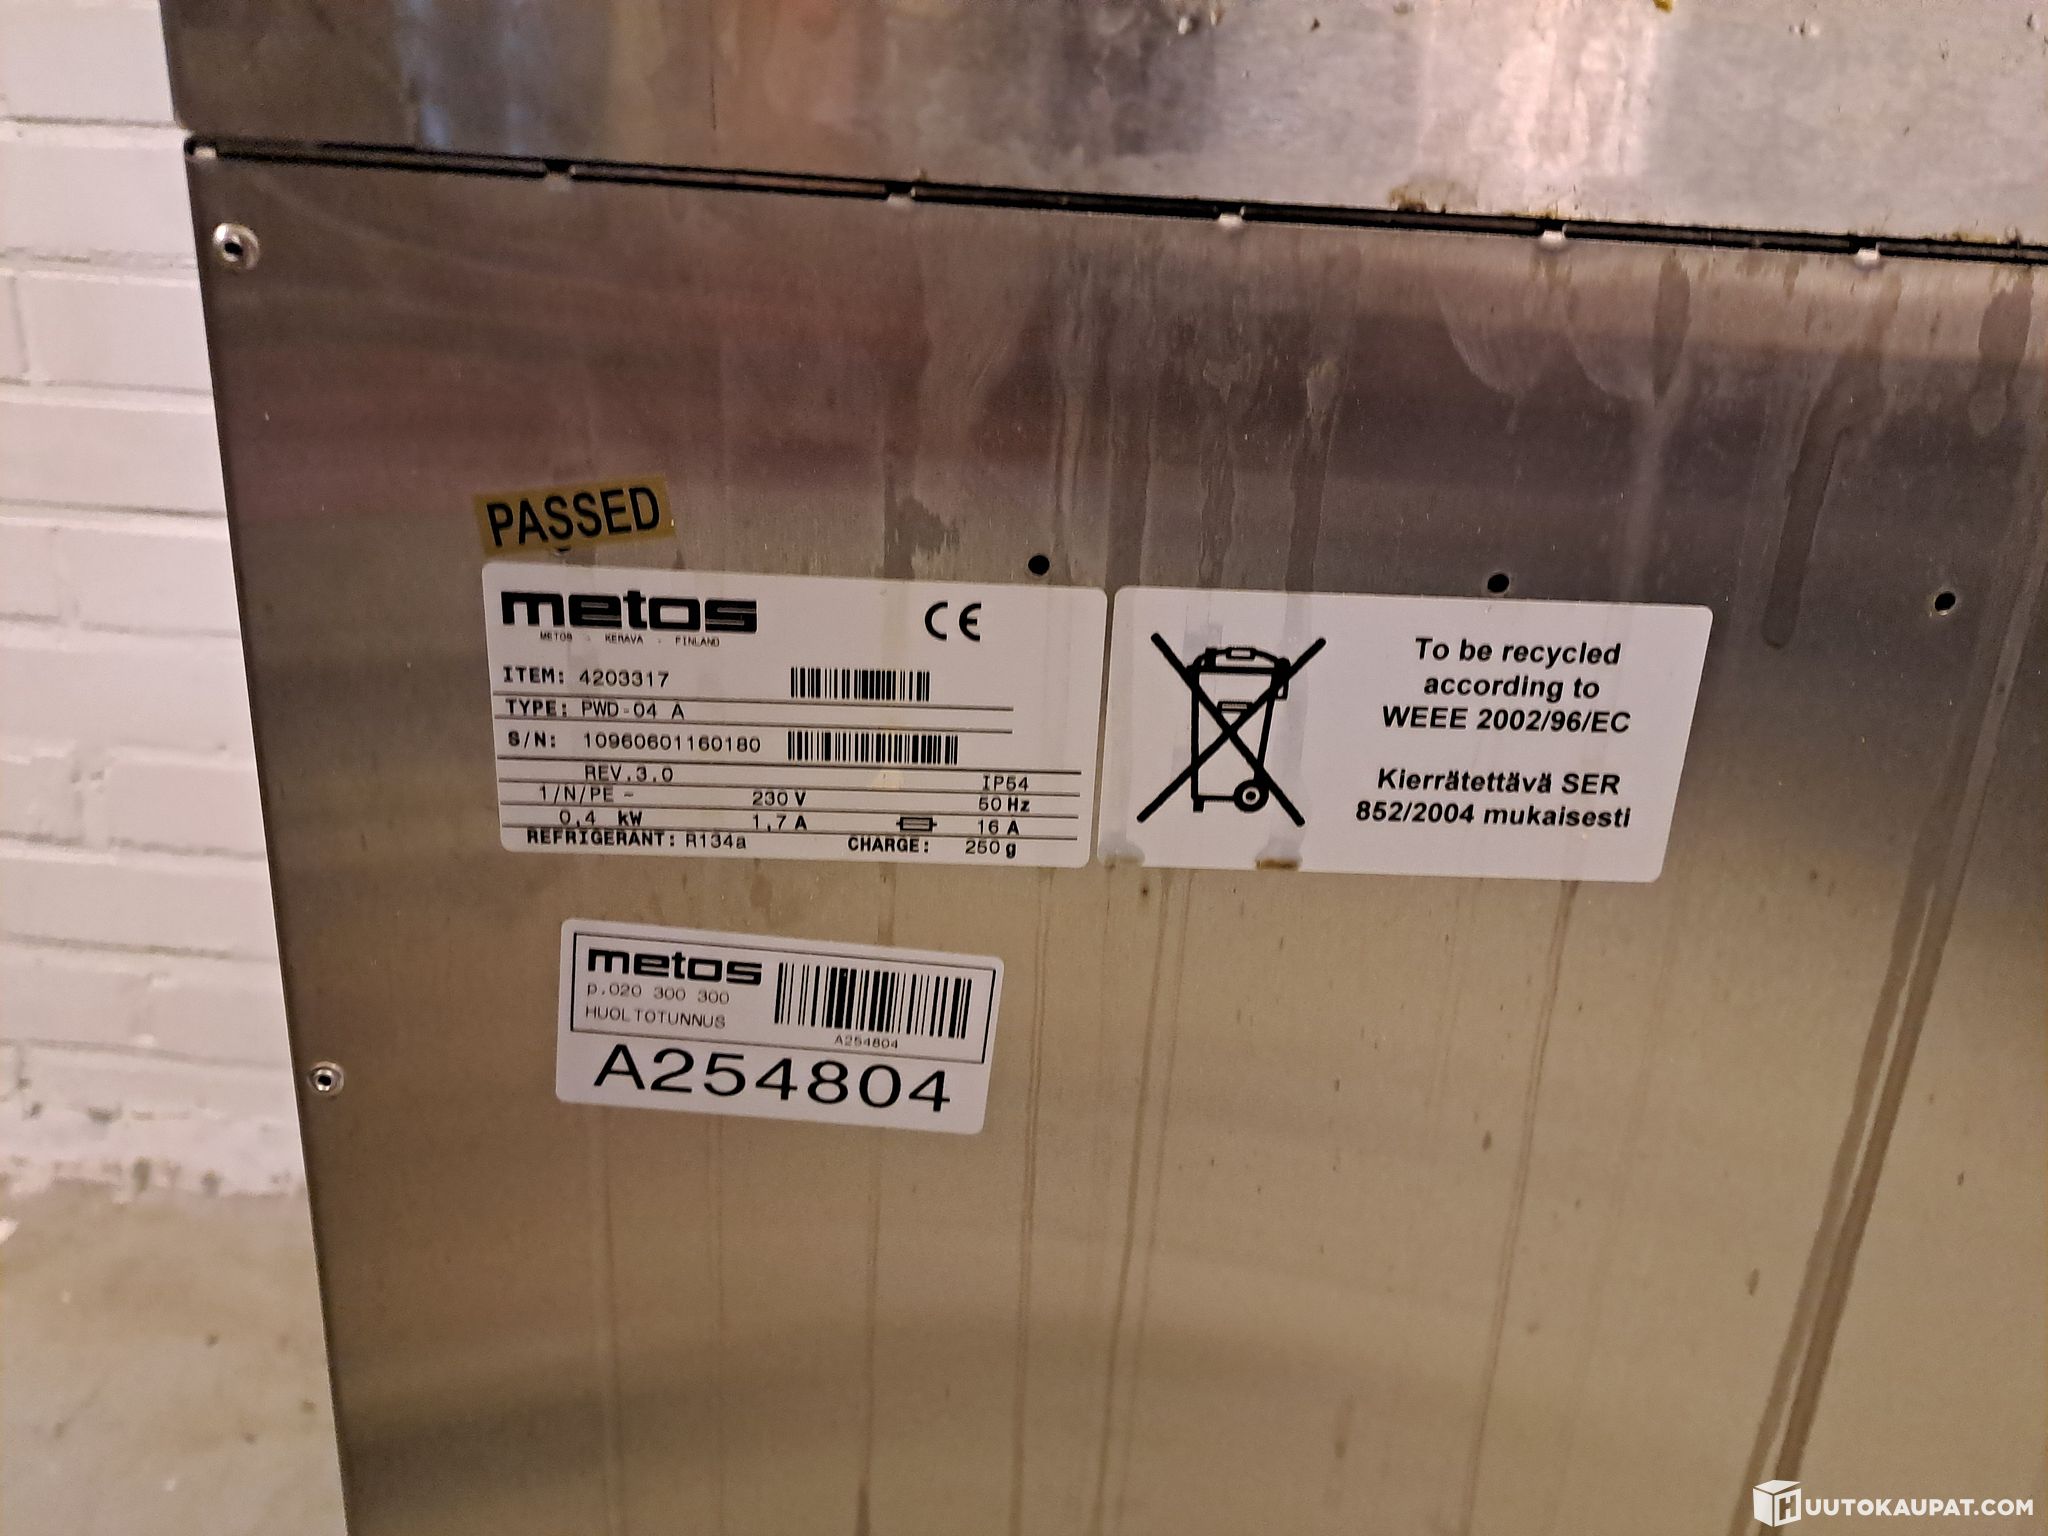 PASSED
metos
METOS - KERAVA - FINLAND
CE
ITEM: 4203317
TYPE: PWD-04 A
S/N: 10960601160180
REV.3.0 IP54
1/N/PE ~ 230 V 50 Hz
0,4 kW 1,7 A 16 A
REFRIGERANT: R134a CHARGE: 250 g
To be recycled
according to
WEEE 2002/96/EC
Kierrätettävä SER
852/2004 mukaisesti
metos
p.020 300 300
HUOLTOTUNNUS
A254804
A254804
HUUTOKAUPAT.COM